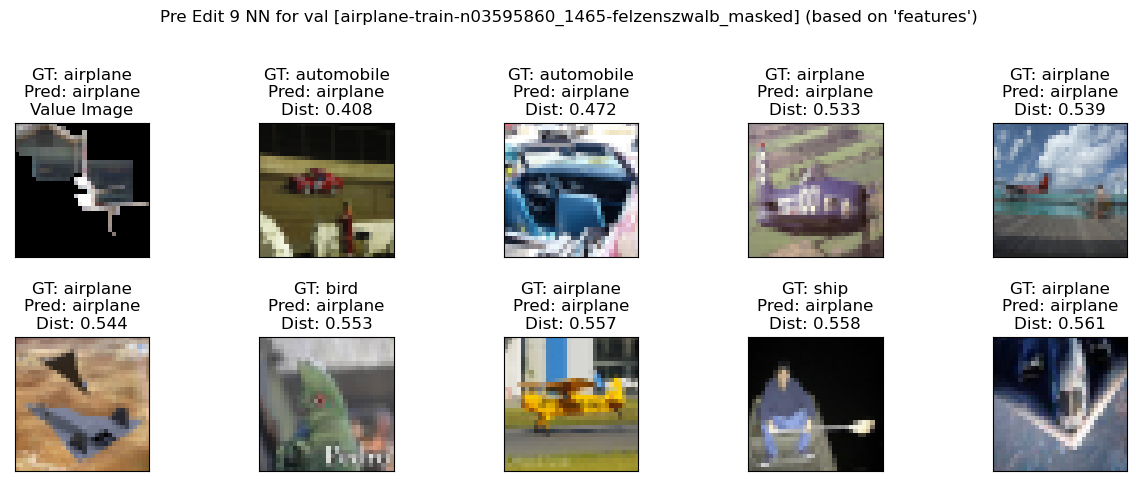 Pre Edit 9 NN for val [airplane-train-n03595860_1465-felzenszwalb_masked] (based on 'features')
GT: airplane
Pred: airplane
Value Image
GT: automobile
Pred: airplane
Dist: 0.408
GT: automobile
Pred: airplane
Dist: 0.472
GT: airplane
Pred: airplane
Dist: 0.533
GT: airplane
Pred: airplane
Dist: 0.539
GT: airplane
Pred: airplane
Dist: 0.544
GT: bird
Pred: airplane
Dist: 0.553
GT: airplane
Pred: airplane
Dist: 0.557
GT: ship
Pred: airplane
Dist: 0.558
GT: airplane
Pred: airplane
Dist: 0.561